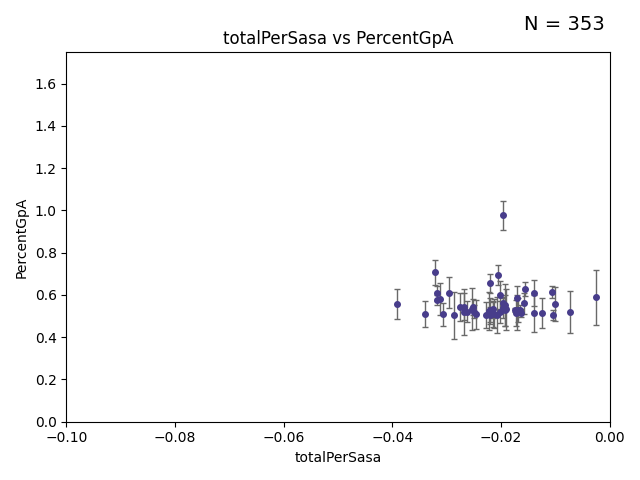 N = 353
totalPerSasa vs PercentGpA
PercentGpA
1.6
1.4
1.2
1.0
0.8
0.6
0.4
0.2
0.0
−0.10 −0.08 −0.06 −0.04 −0.02 0.00
totalPerSasa